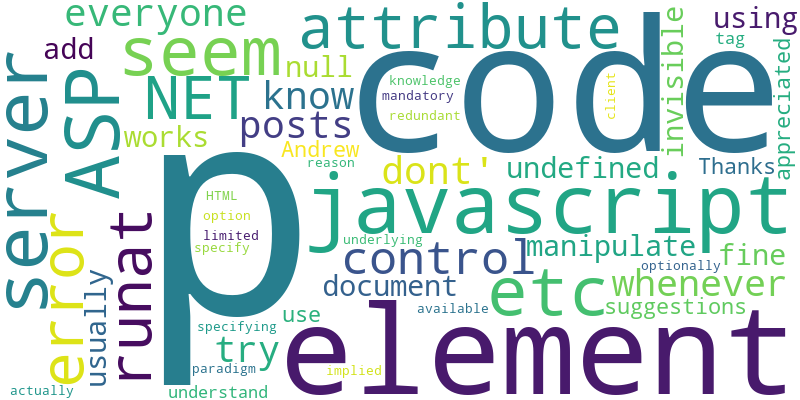 everyone
attribute
using
tag
add
seem
null
code
invisible
server
ASP
NET
know
knowledge
mandatory
redundant
client
posts
works
Andrew
reason
dont'
undefined
Thanks
appreciated
p
HTML
option
limited
specify
javascript
error
runat
underlying
control
manipulate
fine
optionally
usually
document
etc
whenever
available
suggestions
element
specifying
use
try
paradigm
implied
actually
understand